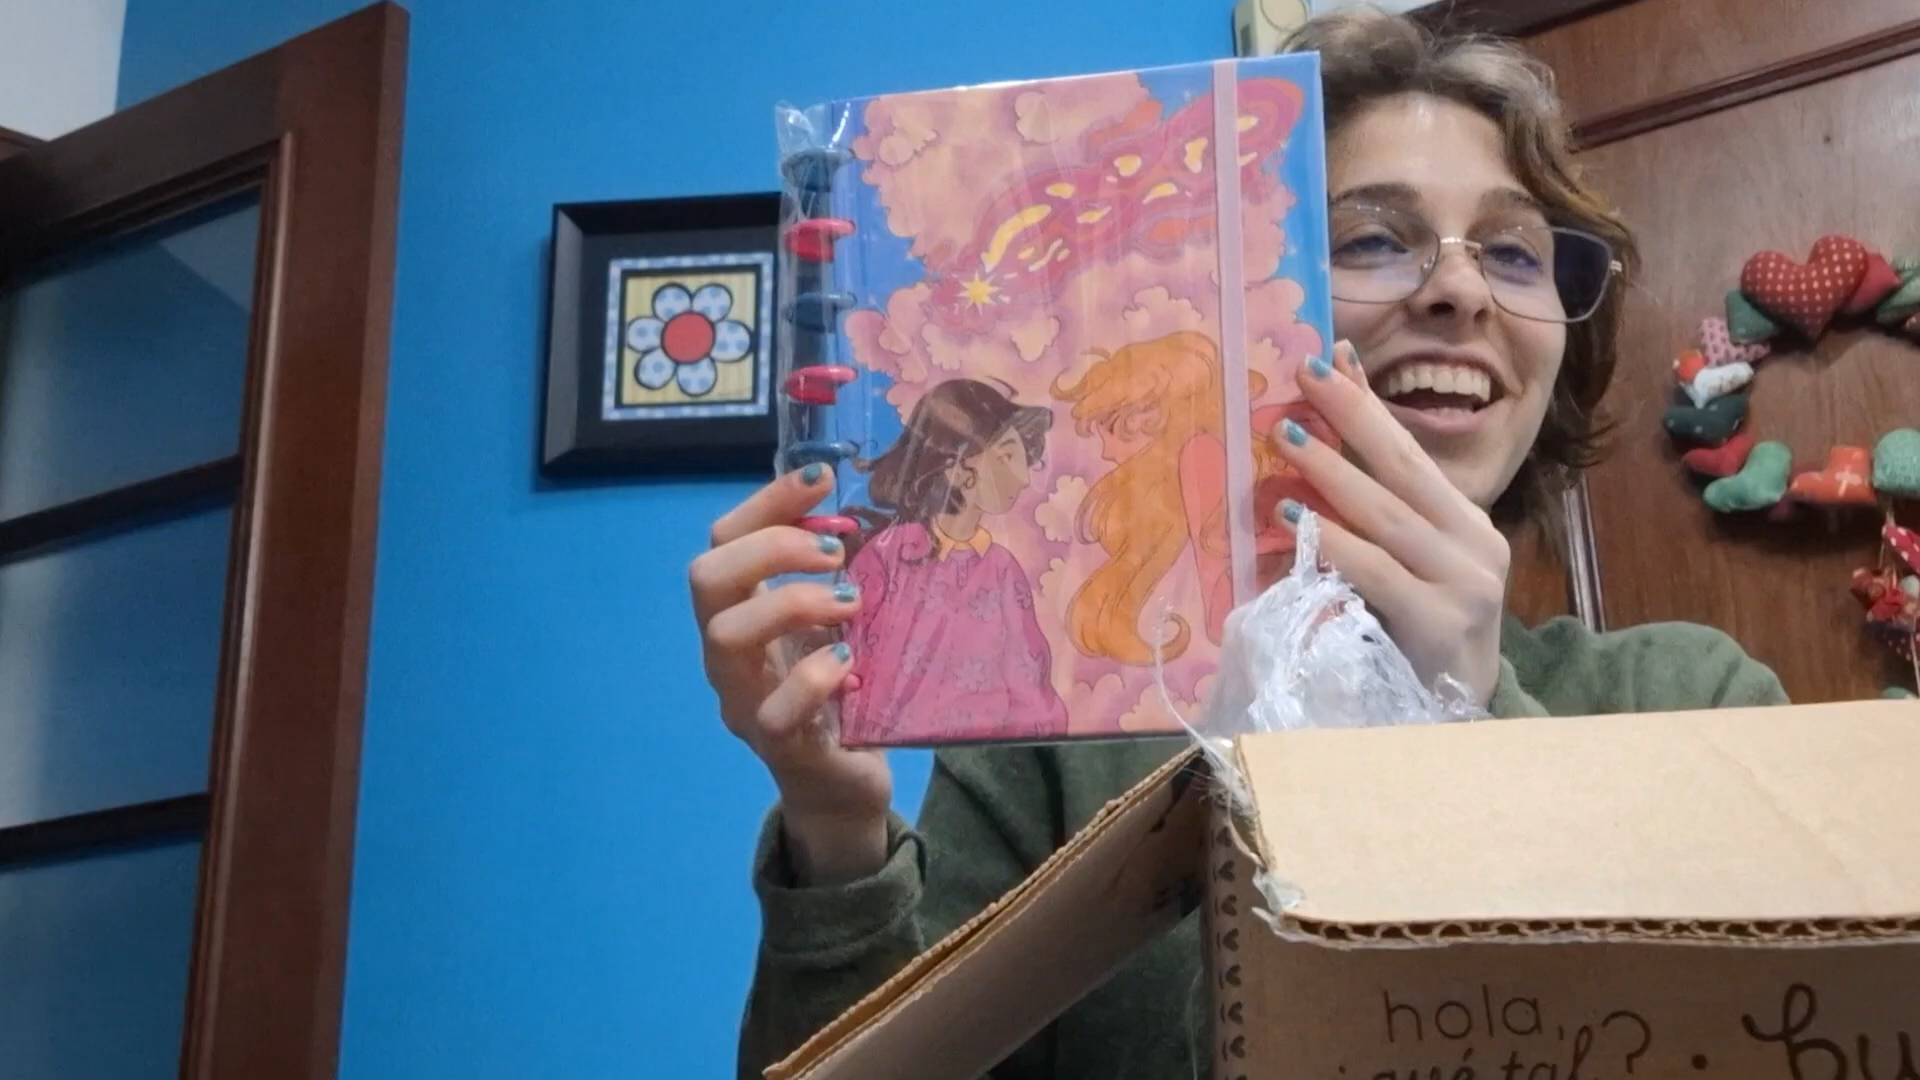 hola,
¿qué tal? •